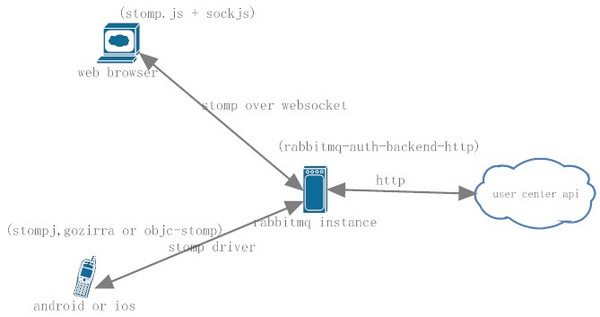 (stomp.js + sockjs)
web browser
stomp over websocket
(rabbitmq-auth-backend-http)
http
user center api
rabbitmq instance
(stompj,gozirra or objc-stomp)
stomp driver
android or ios